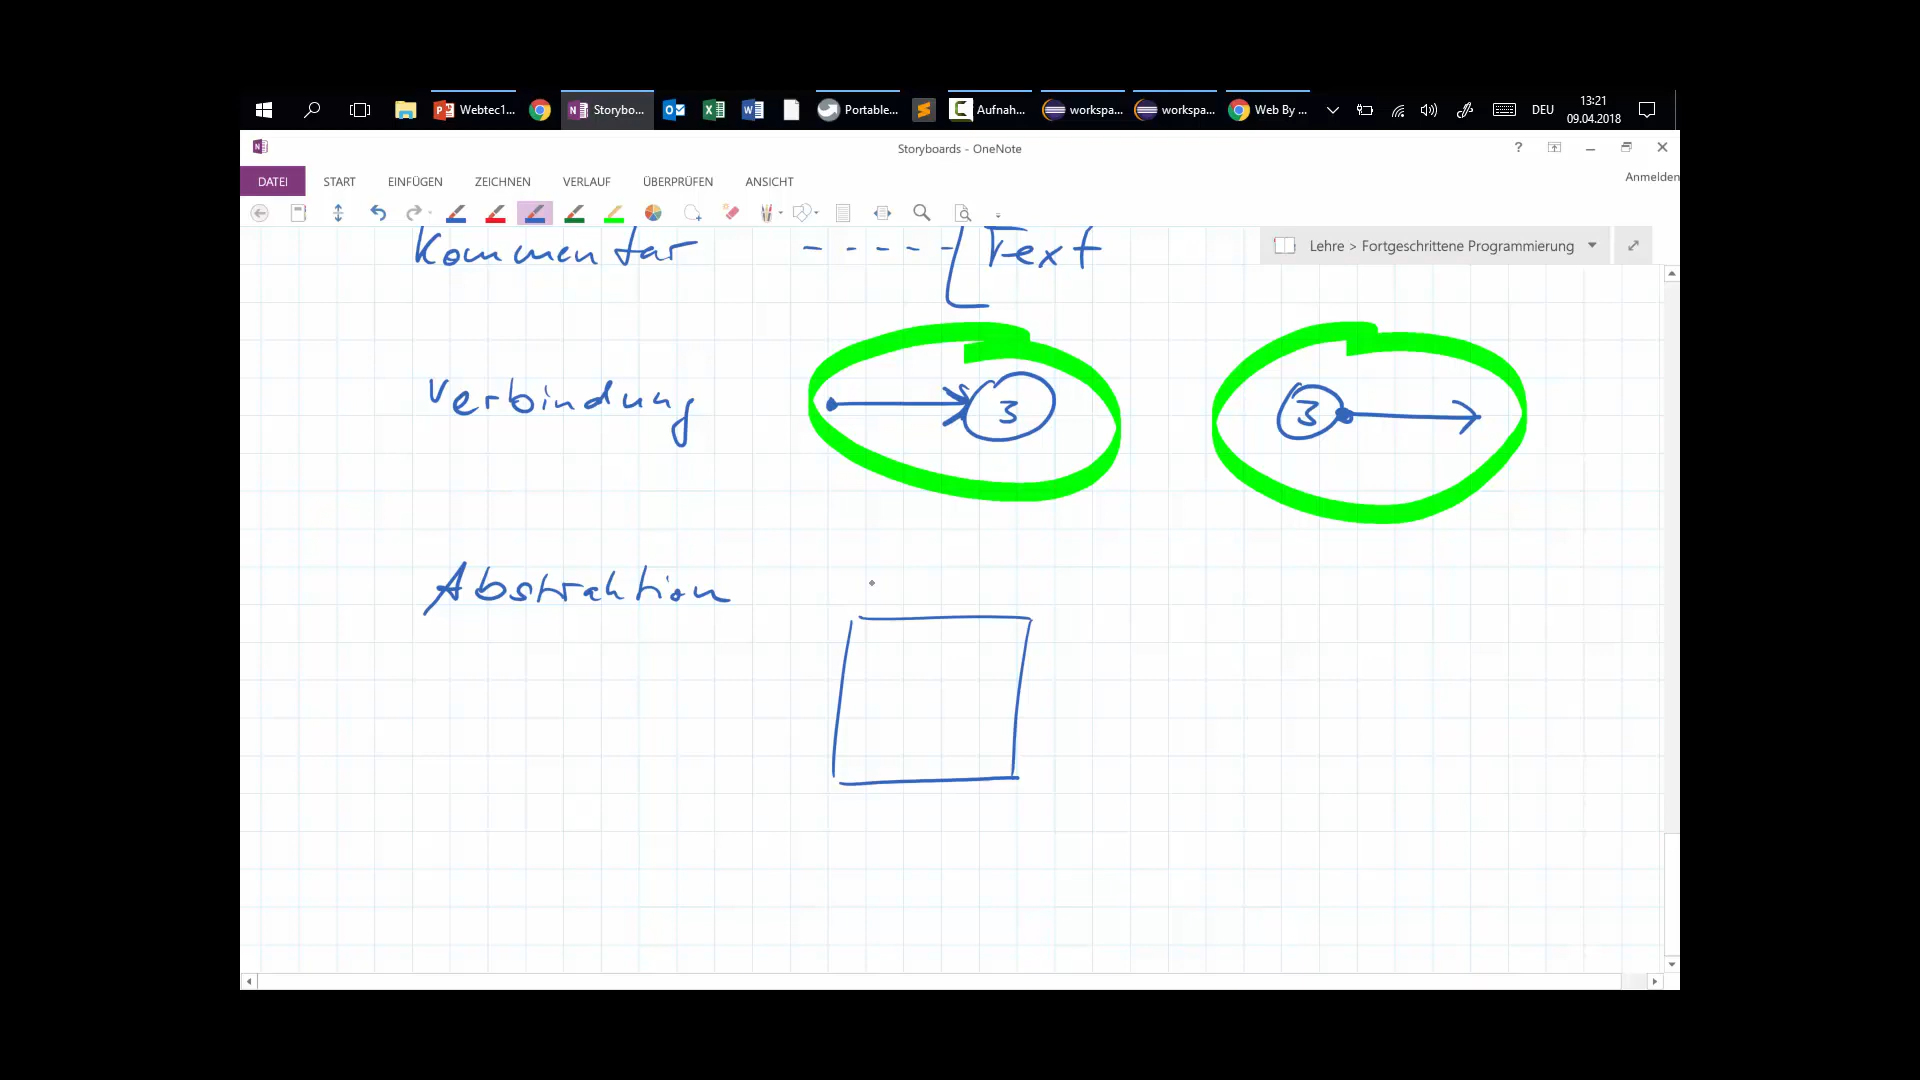 Webtec1...
Storybo...
Portable...
Aufnah...
workspa...
workspa...
Web By ...
DEU
13:21
09.04.2018
Storyboards - OneNote
?
Anmelden
DATEI START EINFÜGEN ZEICHNEN VERLAUF ÜBERPRÜFEN ANSICHT
Lehre > Fortgeschrittene Programmierung
Kommentar Text
Verbindung 3 3
Abstraktion